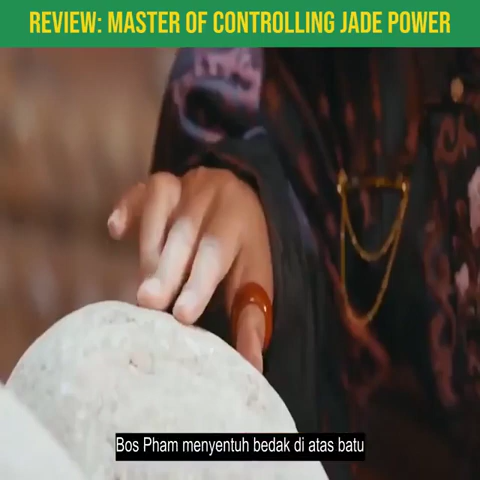 REVIEW: MASTER OF CONTROLLING JADE POWER
Bos Pham menyentuh bedak di atas batu